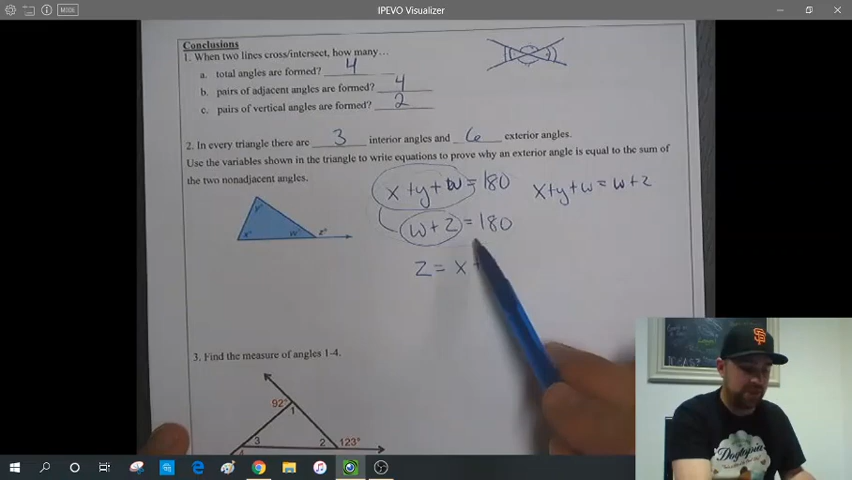 IPEVO Visualizer
MODE
Conclusions
1. When two lines cross/intersect, how many…
a. total angles are formed? 4
b. pairs of adjacent angles are formed? 4
c. pairs of vertical angles are formed? 2
2. In every triangle there are 3 interior angles and 6 exterior angles.
Use the variables shown in the triangle to write equations to prove why an exterior angle is equal to the sum of
the two nonadjacent angles.
x+y+w=180
x+y+w=w+z
w+z=180
z=x+
y°
x°
w°
z°
3. Find the measure of angles 1-4.
92°
1
3
2
123°
4
Dogtopia